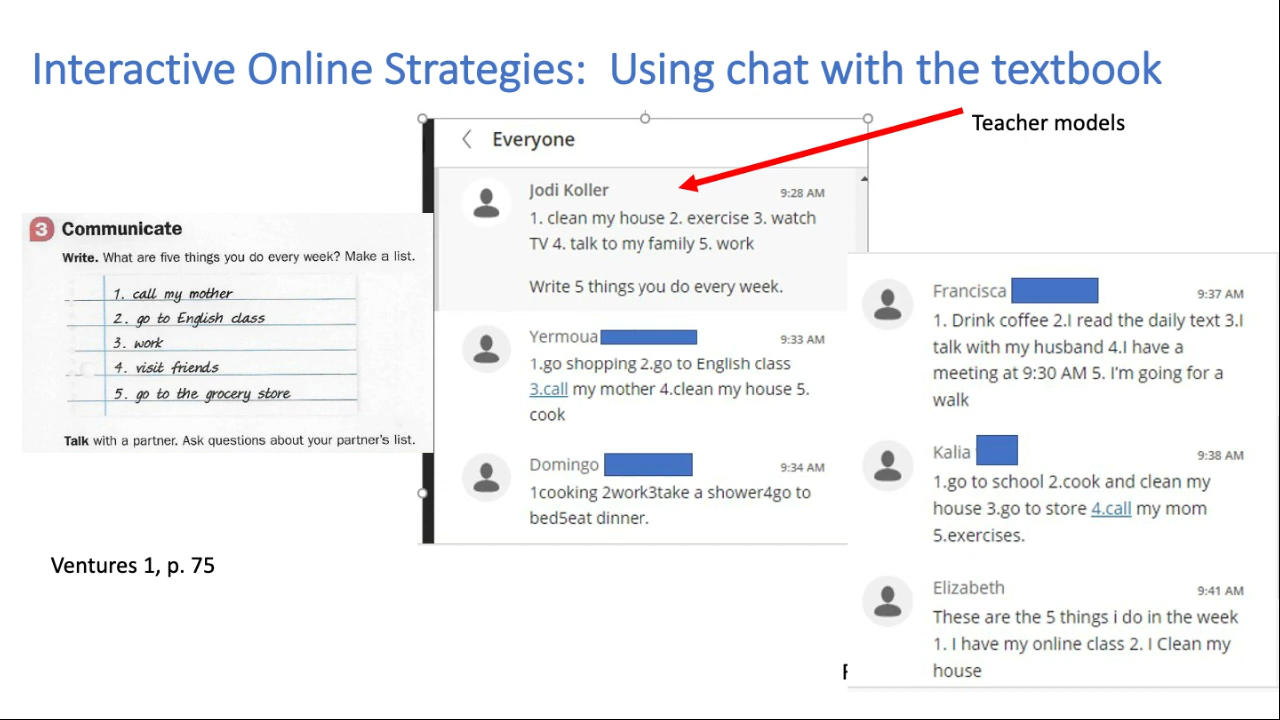 Interactive Online Strategies:  Using chat with the textbook
Teacher models
3 Communicate
Write. What are five things you do every week? Make a list.
1. call my mother
2. go to English class
3. work
4. visit friends
5. go to the grocery store
Talk with a partner. Ask questions about your partner's list.
Ventures 1, p. 75
Everyone
Jodi Koller 9:28 AM
1. clean my house 2. exercise 3. watch
TV 4. talk to my family 5. work
Write 5 things you do every week.
Yermoua 9:33 AM
1.go shopping 2.go to English class
3.call my mother 4.clean my house 5.
cook
Domingo 9:34 AM
1cooking 2work3take a shower4go to
bed5eat dinner.
Francisca 9:37 AM
1. Drink coffee 2.I read the daily text 3.I
talk with my husband 4.I have a
meeting at 9:30 AM 5. I'm going for a
walk
Kalia 9:38 AM
1.go to school 2.cook and clean my
house 3.go to store 4.call my mom
5.exercises.
Elizabeth 9:41 AM
These are the 5 things i do in the week
1. I have my online class 2. I Clean my
house